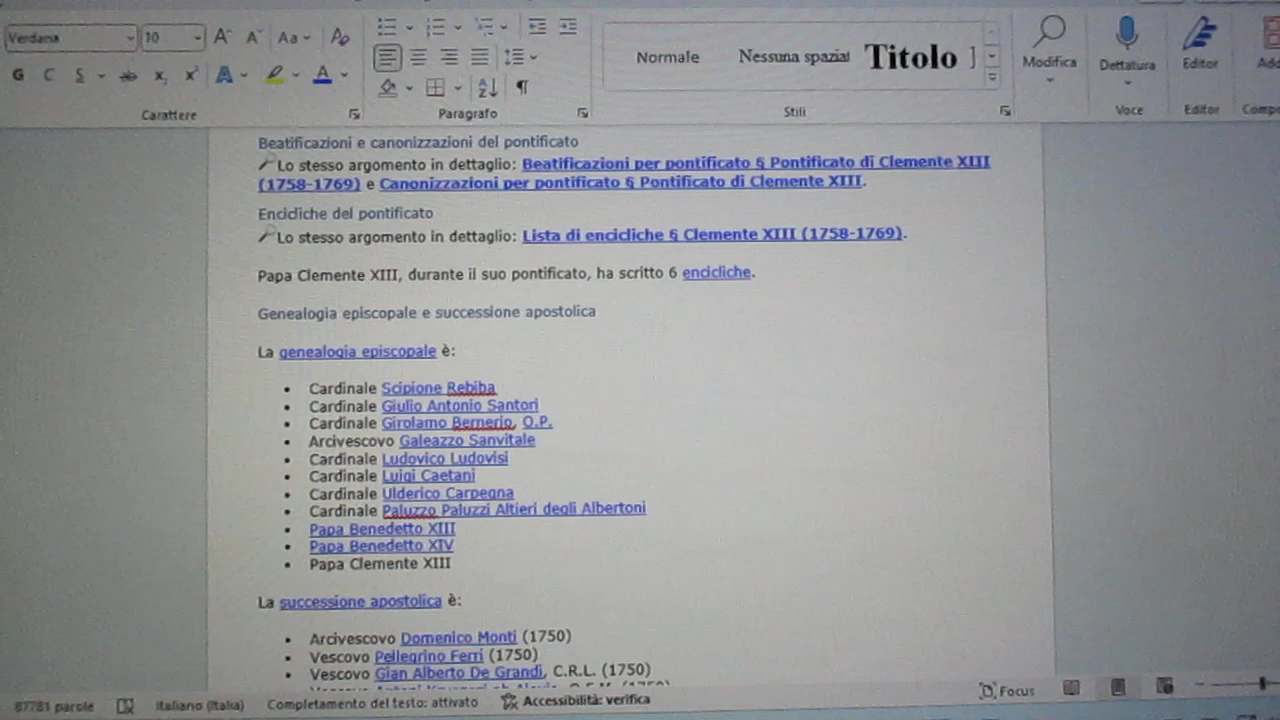 Verdana 10 A A Aa A
G C S ab x, x² A A
Carattere Paragrafo
Normale Nessuna spazia Titolo
Stili
Modifica Dettatura Editor Add
Voce Editor Comp
Beatificazioni e canonizzazioni del pontificato
Lo stesso argomento in dettaglio: Beatificazioni per pontificato § Pontificato di Clemente XIII
(1758-1769) e Canonizzazioni per pontificato § Pontificato di Clemente XIII.
Encicliche del pontificato
Lo stesso argomento in dettaglio: Lista di encicliche § Clemente XIII (1758-1769).
Papa Clemente XIII, durante il suo pontificato, ha scritto 6 encicliche.
Genealogia episcopale e successione apostolica
La genealogia episcopale è:
• Cardinale Scipione Rebiba
• Cardinale Giulio Antonio Santori
• Cardinale Girolamo Bernerio, O.P.
• Arcivescovo Galeazzo Sanvitale
• Cardinale Ludovico Ludovisi
• Cardinale Luigi Caetani
• Cardinale Ulderico Carpegna
• Cardinale Paluzzo Paluzzi Altieri degli Albertoni
• Papa Benedetto XIII
• Papa Benedetto XIV
• Papa Clemente XIII
La successione apostolica è:
• Arcivescovo Domenico Monti (1750)
• Vescovo Pellegrino Ferri (1750)
• Vescovo Gian Alberto De Grandi, C.R.L. (1750)
87781 parole Italiano (Italia) Completamento del testo: attivato Accessibilità: verifica Focus